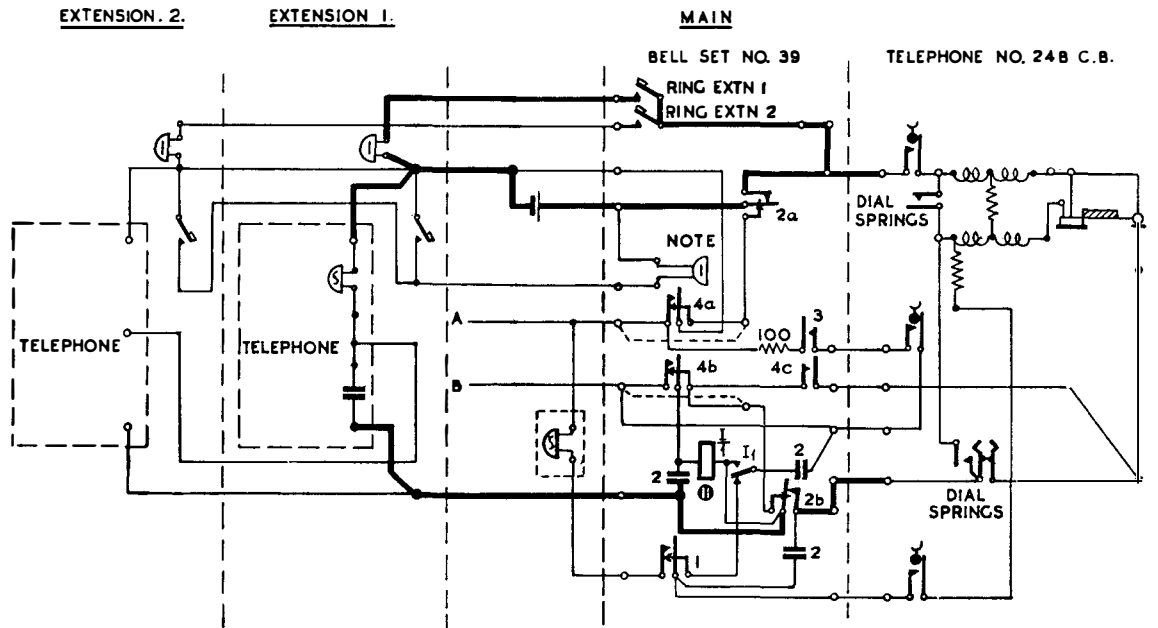 EXTENSION. 2.
EXTENSION 1.
MAIN
BELL SET NO. 39
TELEPHONE NO. 24B C.B.
RING EXTN 1
RING EXTN 2
2a
DIAL
SPRINGS
NOTE
4a
A
100
3
TELEPHONE
TELEPHONE
4b
4c
B
I
1
I1
2
2
2b
DIAL
SPRINGS
2
1